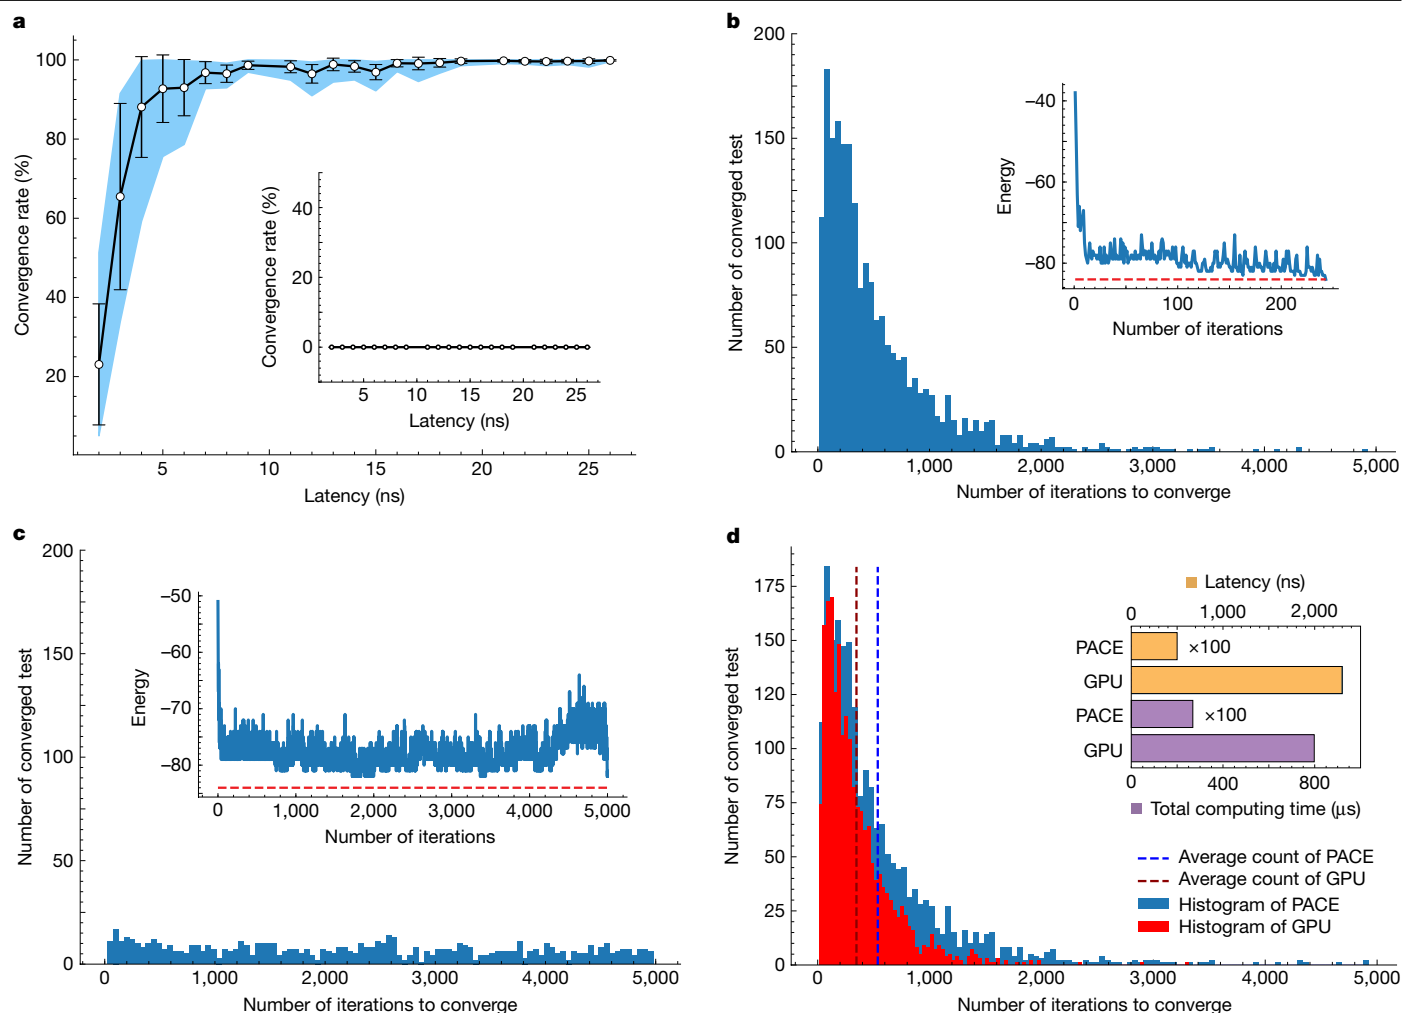 a
Convergence rate (%)
100
80
60
40
20
5
10
15
20
25
Latency (ns)
Convergence rate (%)
40
20
0
5
10
15
20
25
Latency (ns)
b
Number of converged test
200
150
100
50
0
0
1,000
2,000
3,000
4,000
5,000
Number of iterations to converge
Energy
−40
−60
−80
0
100
200
Number of iterations
c
Number of converged test
200
150
100
50
0
0
1,000
2,000
3,000
4,000
5,000
Number of iterations to converge
Energy
−50
−60
−70
−80
0
1,000
2,000
3,000
4,000
5,000
Number of iterations
d
Number of converged test
175
150
120
100
75
50
25
0
0
1,000
2,000
3,000
4,000
5,000
Number of iterations to converge
Latency (ns)
0
1,000
2,000
PACE
×100
GPU
PACE
×100
GPU
0
400
800
Total computing time (μs)
Average count of PACE
Average count of GPU
Histogram of PACE
Histogram of GPU